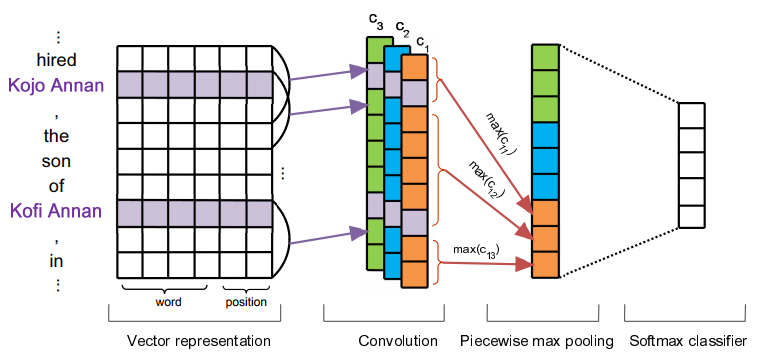 ⋮
hired
Kojo Annan
,
the
son
of
Kofi Annan
,
in
⋮
...
word
position
C3
C2
C1
max(c11)
max(c12)
max(c13)
Vector representation
Convolution
Piecewise max pooling
Softmax classifier